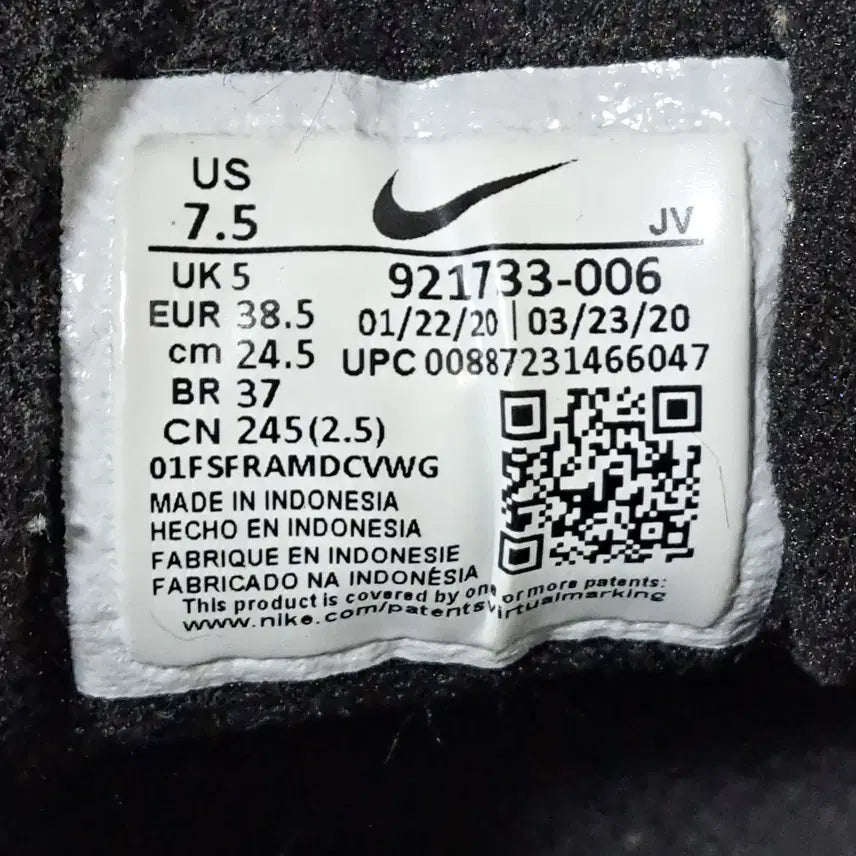 US
7.5
JV
UK 5
EUR 38.5
cm 24.5
BR 37
CN 245(2.5)
921733-006
01/22/20 | 03/23/20
UPC 00887231466047
01FSFRAMDCVWG
MADE IN INDONESIA
HECHO EN INDONESIA
FABRIQUE EN INDONESIE
FABRICADO NA INDONÉSIA
This product is covered by one or more patents:
www.nike.com/patentsvirtualmarking